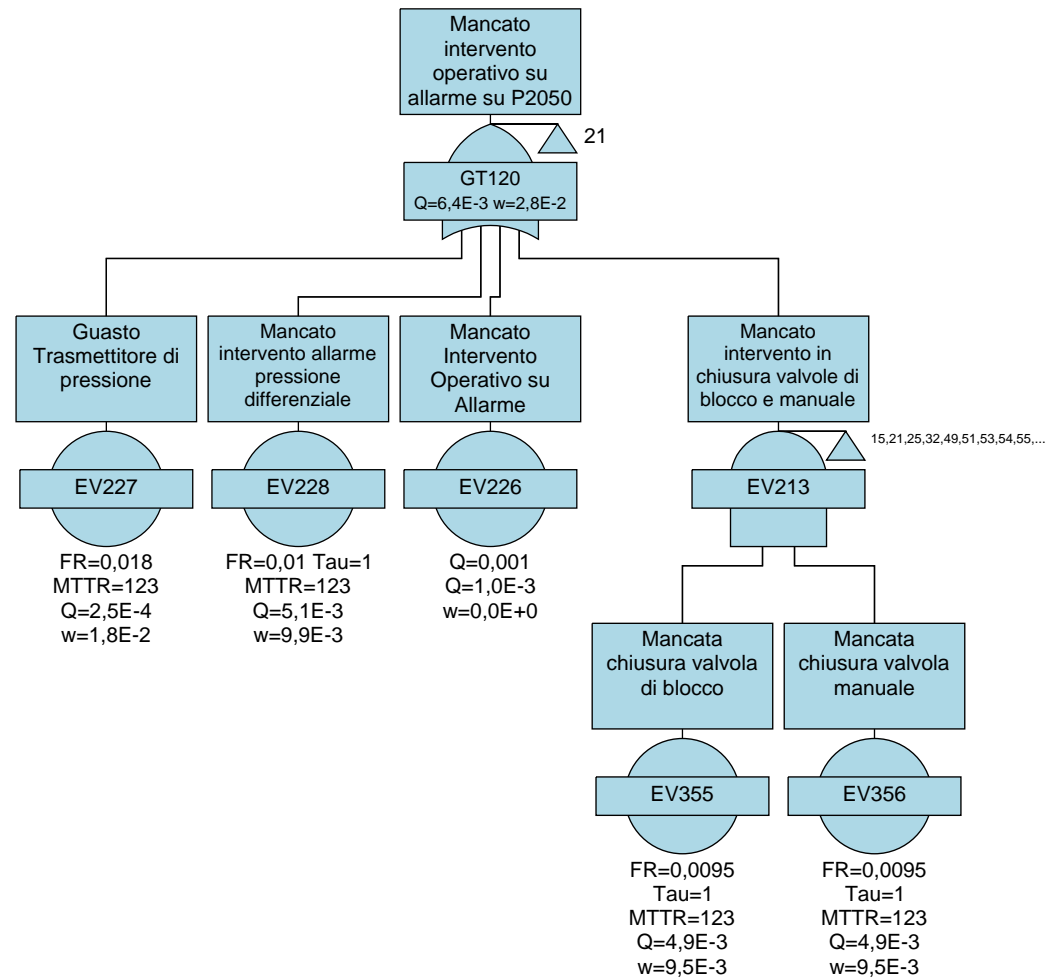 Mancato
intervento
operativo su
allarme su P2050
21
GT120
Q=6,4E-3 w=2,8E-2
Guasto
Trasmettitore di
pressione
Mancato
intervento allarme
pressione
differenziale
Mancato
Intervento
Operativo su
Allarme
Mancato
intervento in
chiusura valvole di
blocco e manuale
15,21,25,32,49,51,53,54,55,...
EV227
FR=0,018
MTTR=123
Q=2,5E-4
w=1,8E-2
EV228
FR=0,01 Tau=1
MTTR=123
Q=5,1E-3
w=9,9E-3
EV226
Q=0,001
Q=1,0E-3
w=0,0E+0
EV213
Mancata
chiusura valvola
di blocco
Mancata
chiusura valvola
manuale
EV355
FR=0,0095
Tau=1
MTTR=123
Q=4,9E-3
w=9,5E-3
EV356
FR=0,0095
Tau=1
MTTR=123
Q=4,9E-3
w=9,5E-3